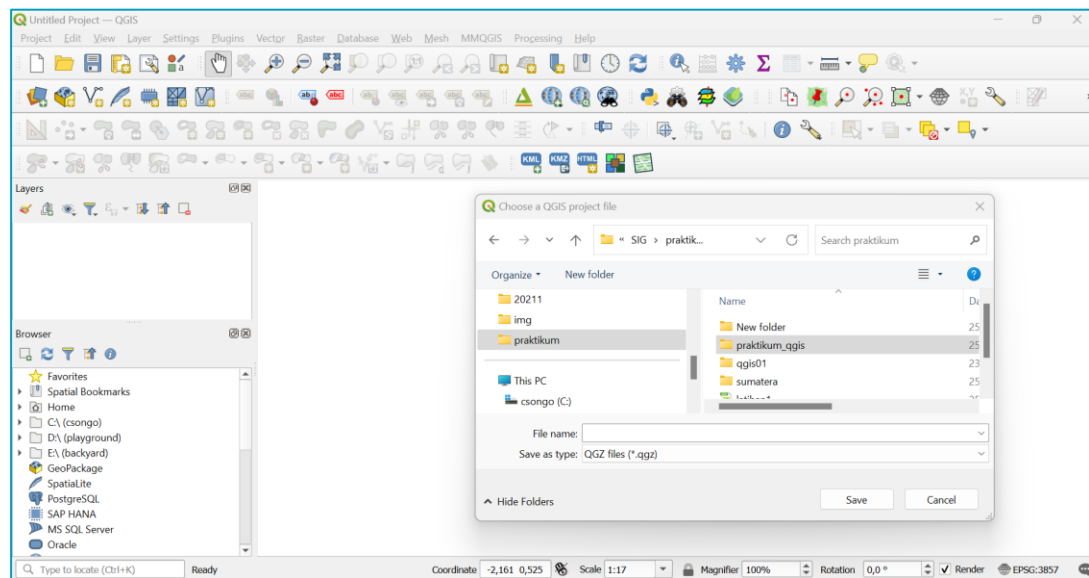 Untitled Project — QGIS
Project Edit View Layer Settings Plugins Vector Raster Database Web Mesh MMQGIS Processing Help
abc
abc
X,Y
KML KMZ HTML
Layers
Choose a QGIS project file
« SIG > praktik...
Search praktikum
Organize
New folder
20211
img
praktikum
This PC
csongo (C:)
Name
New folder 25
praktikum_qgis 25
qgis01 23
sumatera 25
File name:
Save as type: QGZ files (*.qgz)
Hide Folders
Save
Cancel
Browser
Favorites
Spatial Bookmarks
Home
C:\ (csongo)
D:\ (playground)
E:\ (backyard)
GeoPackage
SpatiaLite
PostgreSQL
SAP HANA
MS SQL Server
Oracle
Type to locate (Ctrl+K) Ready Coordinate -2,161 0,525 Scale 1:17 Magnifier 100% Rotation 0,0 ° Render EPSG:3857